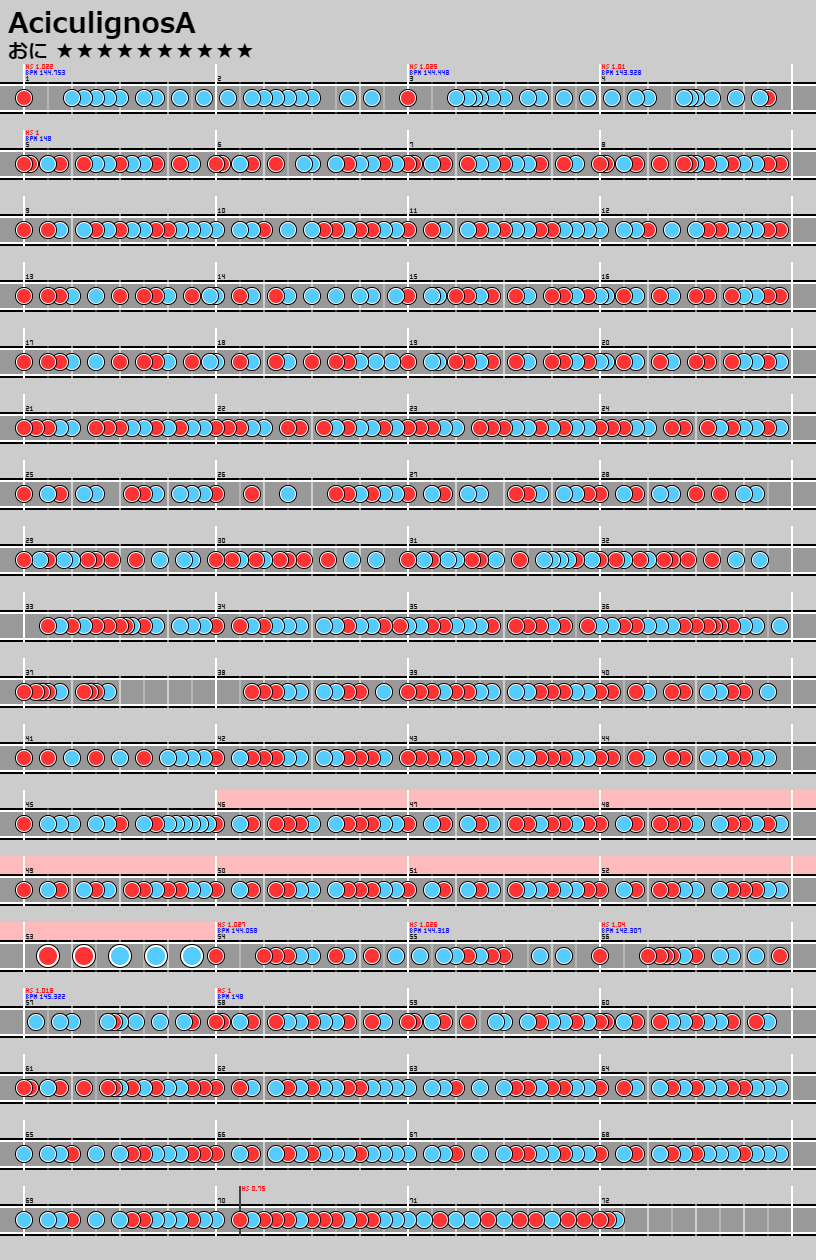 AciculignosA
おに ★★★★★★★★★★
HS 1.022 HS 1.025 HS 1.01
BPM 144.753 BPM 144.448 BPM 143.928
1 2 3 4
HS 1
BPM 148
5 6 7 8
9 10 11 12
13 14 15 16
17 18 19 20
21 22 23 24
25 26 27 28
29 30 31 32
33 34 35 36
37 38 39 40
41 42 43 44
45 46 47 48
49 50 51 52
HS 1.027 HS 1.026 HS 1.04
BPM 144.058 BPM 144.318 BPM 142.307
53 54 55 56
HS 1.018 HS 1
BPM 145.322 BPM 148
57 58 59 60
61 62 63 64
65 66 67 68
HS 0.75
69 70 71 72